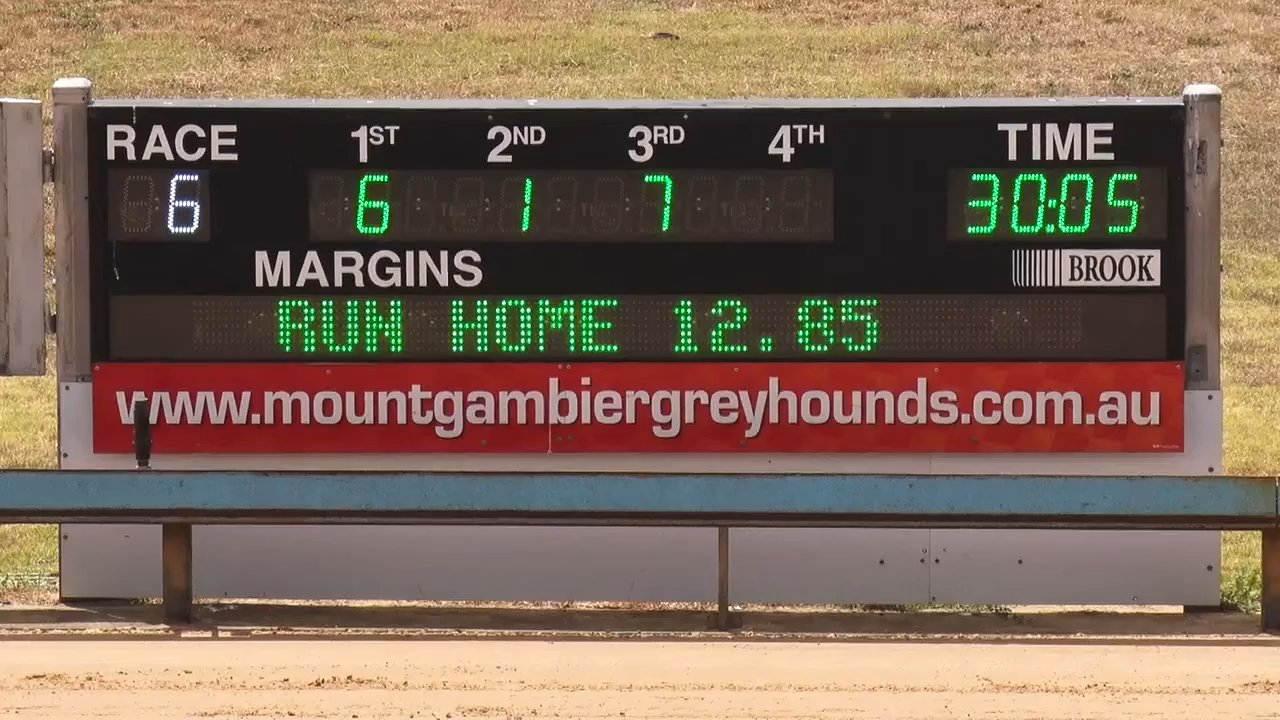 RACE 1ST 2ND 3RD 4TH TIME
6 6 1 7 30:05
MARGINS BROOK
RUN HOME 12.85
www.mountgambiergreyhounds.com.au